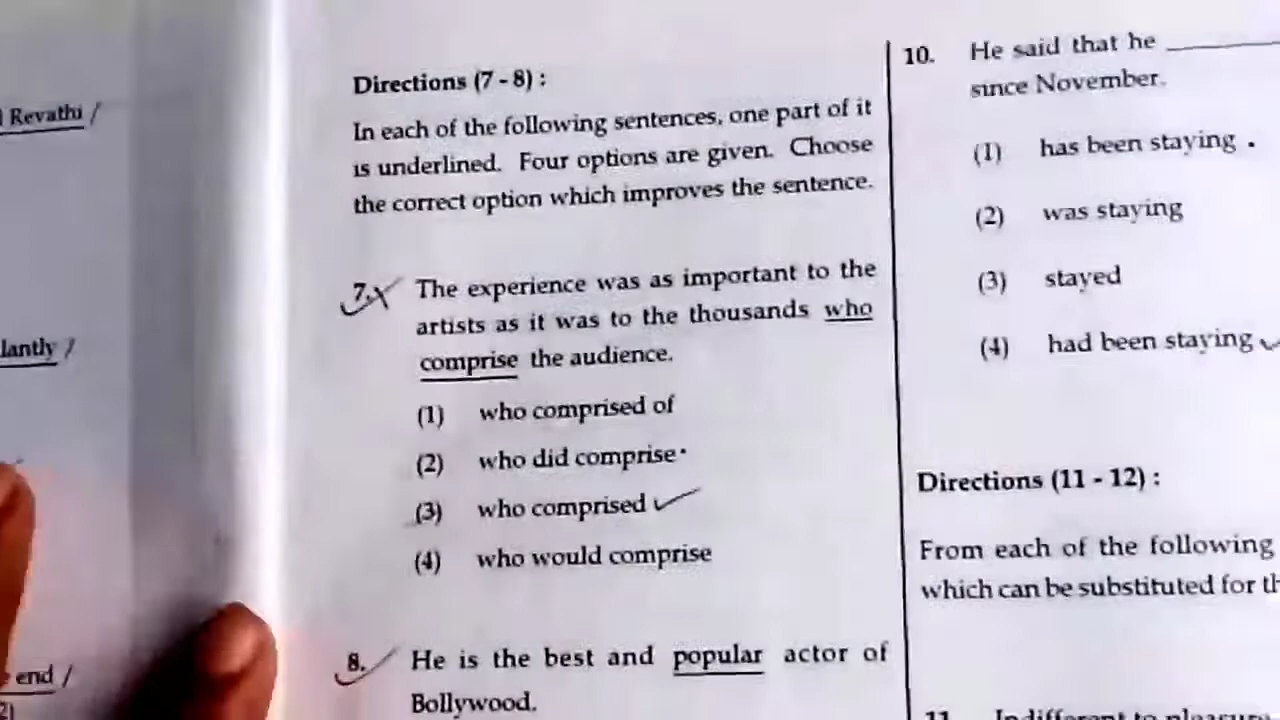 Revathi /
lantly /
end /
Directions (7 - 8) :
In each of the following sentences, one part of it
is underlined. Four options are given. Choose
the correct option which improves the sentence.
7. The experience was as important to the
artists as it was to the thousands who
comprise the audience.
(1) who comprised of
(2) who did comprise
(3) who comprised
(4) who would comprise
8. He is the best and popular actor of
Bollywood.
10. He said that he ________
since November.
(1) has been staying
(2) was staying
(3) stayed
(4) had been staying
Directions (11 - 12) :
From each of the following
which can be substituted for th
11. Indifferent to pleasure